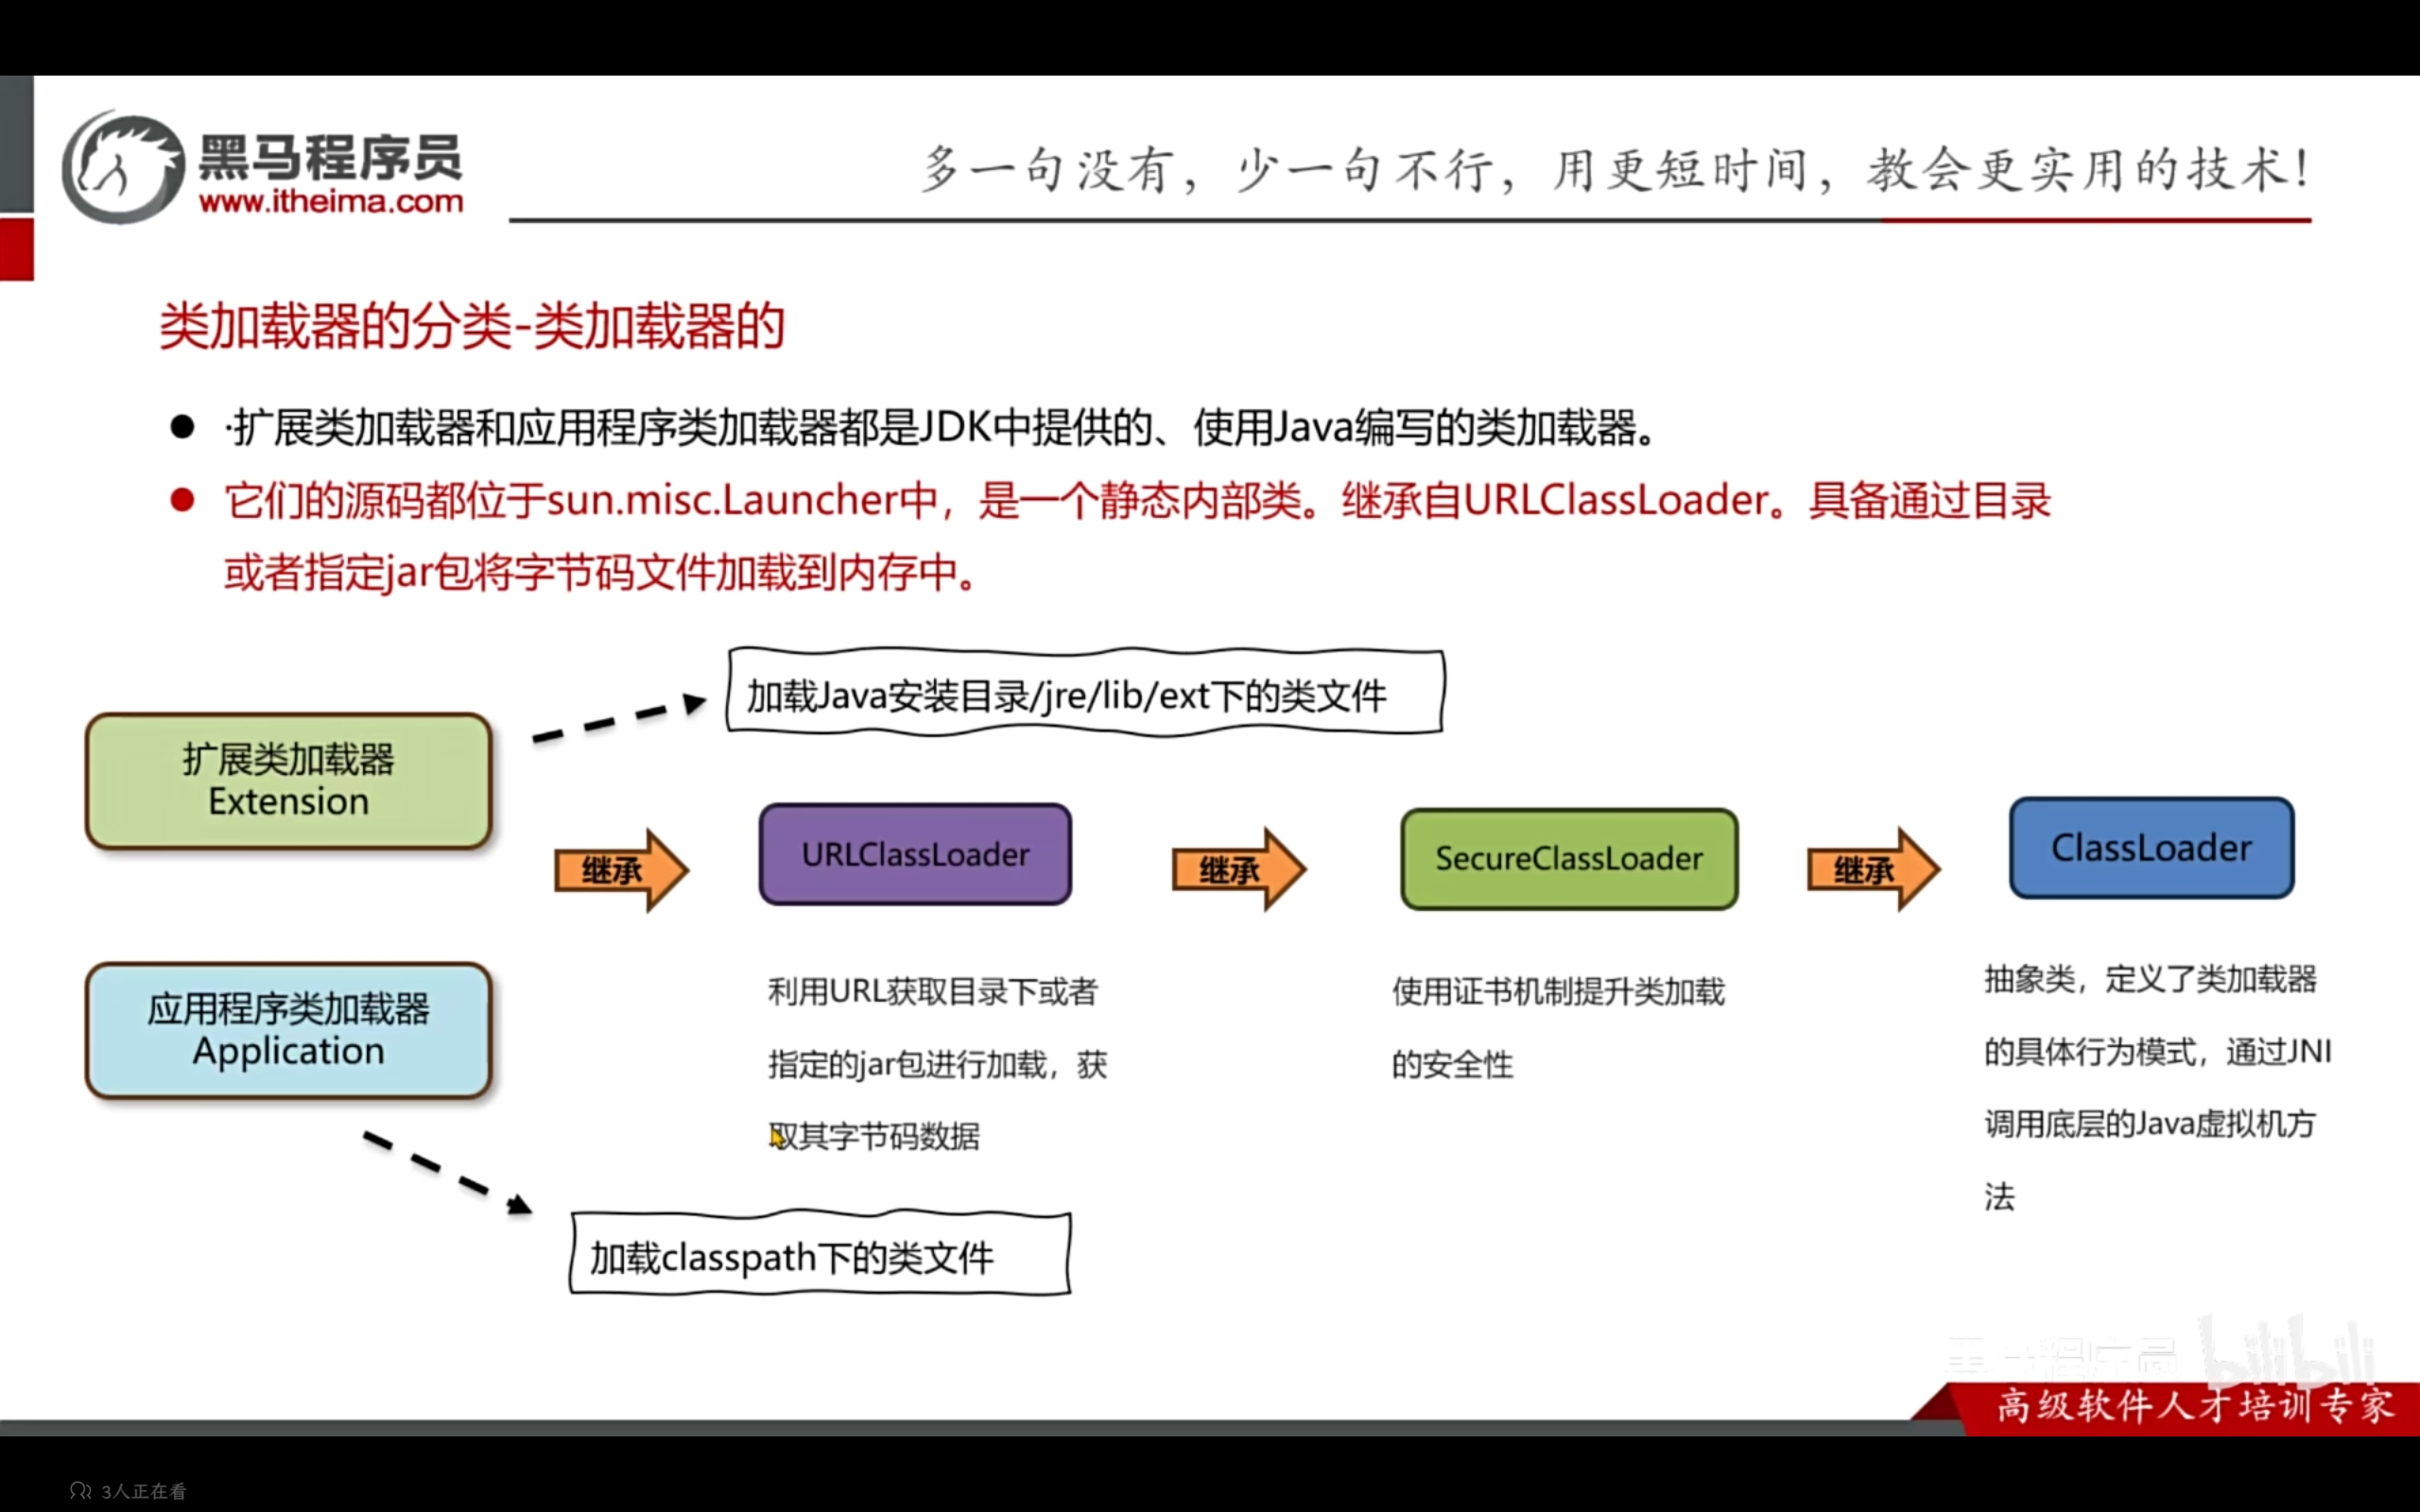 黑马程序员
www.itheima.com
多一句没有，少一句不行，用更短时间，教会更实用的技术！
类加载器的分类-类加载器的
·扩展类加载器和应用程序类加载器都是JDK中提供的、使用Java编写的类加载器。
它们的源码都位于sun.misc.Launcher中，是一个静态内部类。继承自URLClassLoader。具备通过目录
或者指定jar包将字节码文件加载到内存中。
加载Java安装目录/jre/lib/ext下的类文件
扩展类加载器
Extension
继承
URLClassLoader
继承
SecureClassLoader
继承
ClassLoader
应用程序类加载器
Application
利用URL获取目录下或者
指定的jar包进行加载，获
取其字节码数据
使用证书机制提升类加载
的安全性
抽象类，定义了类加载器
的具体行为模式，通过JNI
调用底层的Java虚拟机方
法
加载classpath下的类文件
黑马程序员 bilibili
高级软件人才培训专家
3人正在看